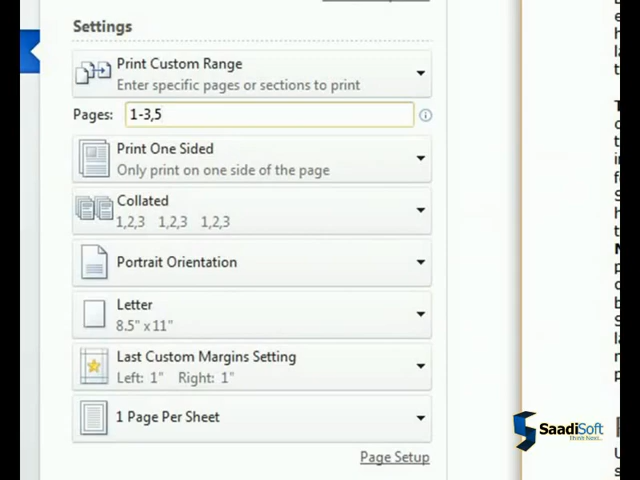 Settings
Print Custom Range
Enter specific pages or sections to print
Pages: 1-3,5
Print One Sided
Only print on one side of the page
Collated
1,2,3 1,2,3 1,2,3
Portrait Orientation
Letter
8.5" x 11"
Last Custom Margins Setting
Left: 1" Right: 1"
1 Page Per Sheet
Page Setup
SaadiSoft
think Next...